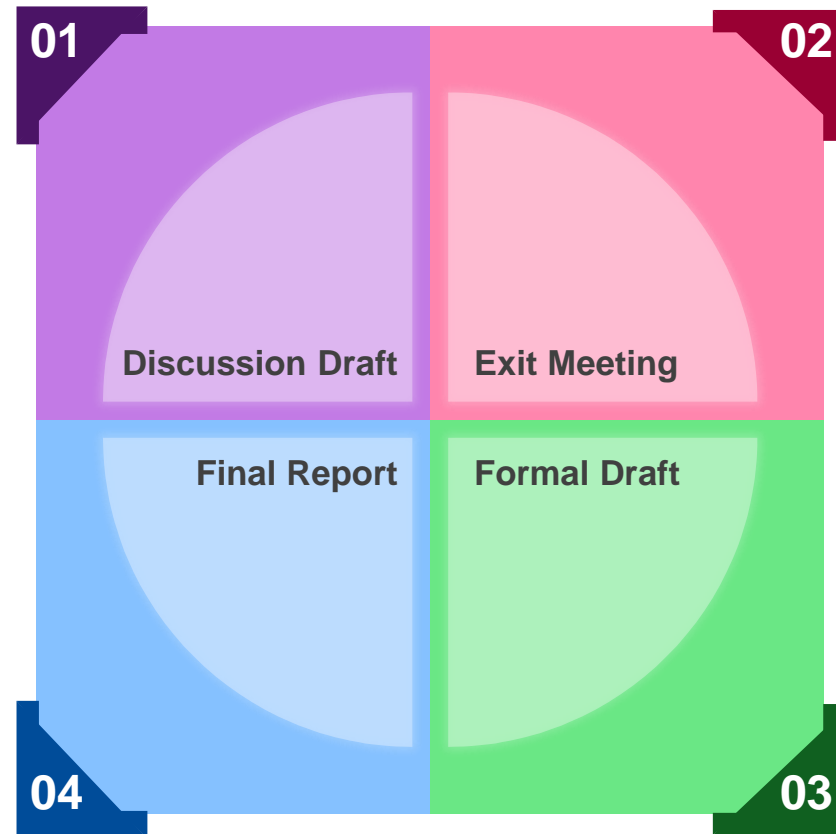 01
02
Discussion Draft
Exit Meeting
Final Report
Formal Draft
04
03